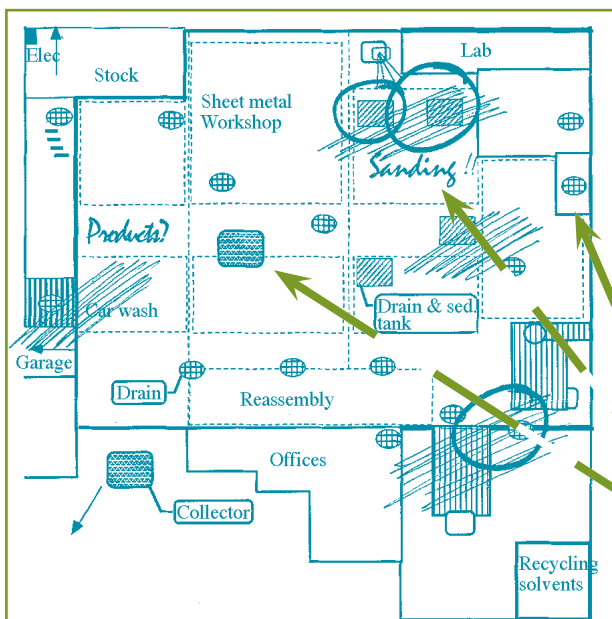 Elec
Stock
Lab
Sheet metal
Workshop
Sanding!!
Products?
Car wash
Drain & sed.
tank
Garage
Drain
Reassembly
Offices
Collector
Recycling
solvents